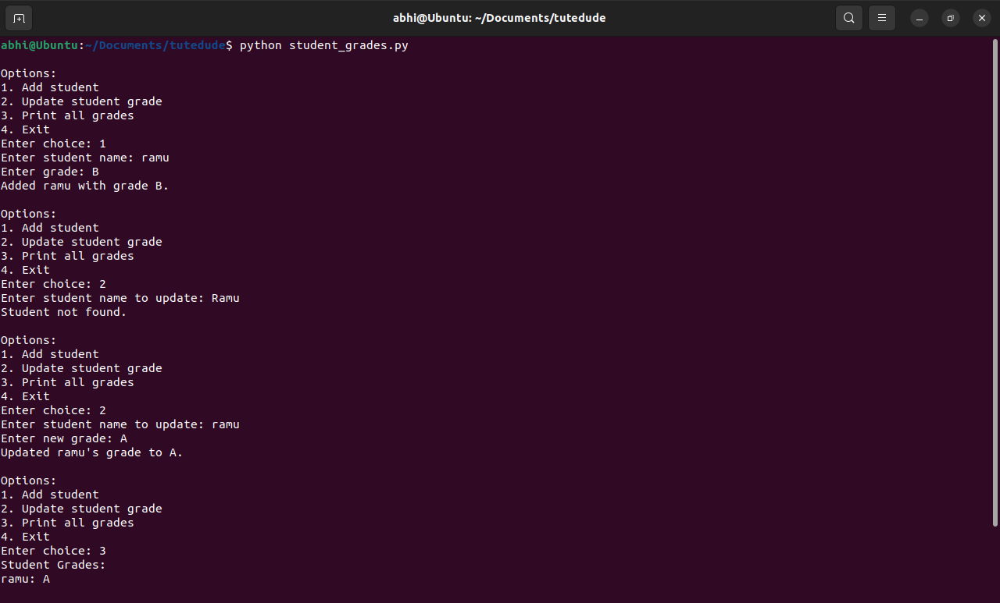 abhi@Ubuntu: ~/Documents/tutedude
abhi@Ubuntu:~/Documents/tutedude$ python student_grades.py
Options:
1. Add student
2. Update student grade
3. Print all grades
4. Exit
Enter choice: 1
Enter student name: ramu
Enter grade: B
Added ramu with grade B.
Options:
1. Add student
2. Update student grade
3. Print all grades
4. Exit
Enter choice: 2
Enter student name to update: Ramu
Student not found.
Options:
1. Add student
2. Update student grade
3. Print all grades
4. Exit
Enter choice: 2
Enter student name to update: ramu
Enter new grade: A
Updated ramu's grade to A.
Options:
1. Add student
2. Update student grade
3. Print all grades
4. Exit
Enter choice: 3
Student Grades:
ramu: A